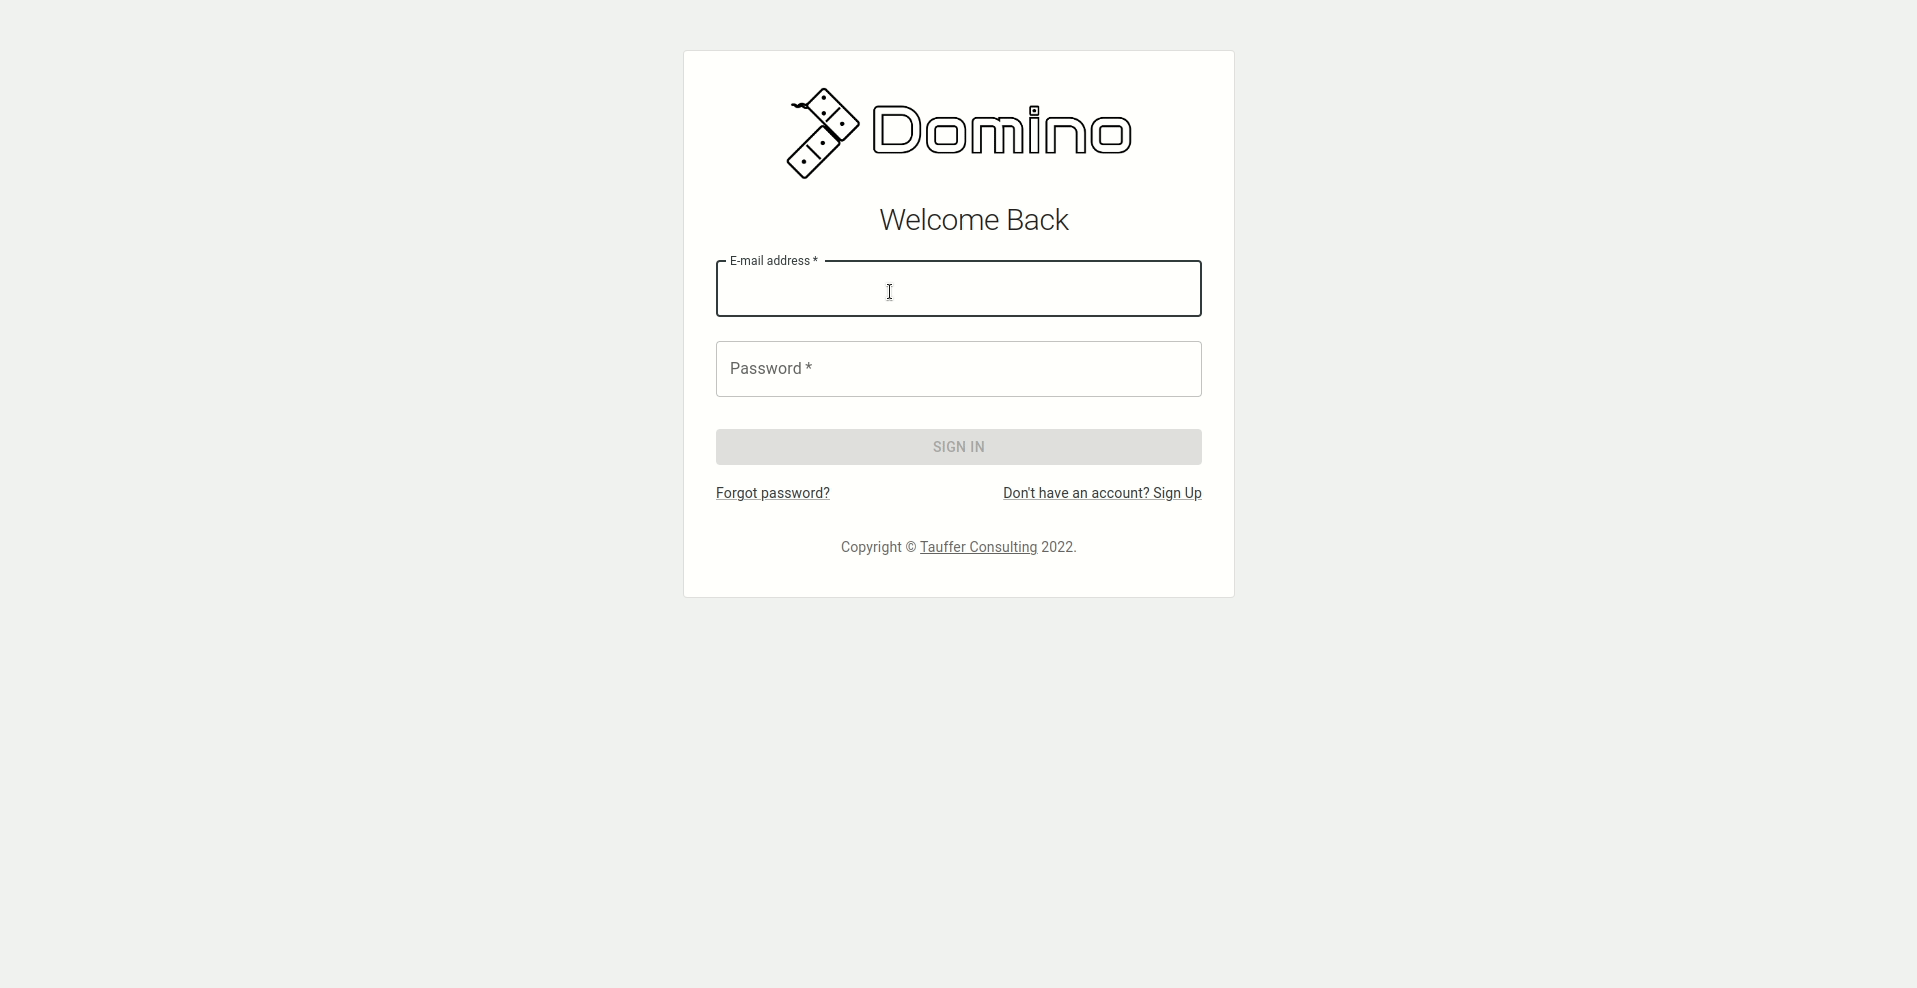 Domino
Welcome Back
E-mail address *
Password *
SIGN IN
Forgot password?
Don't have an account? Sign Up
Copyright © Tauffer Consulting 2022.